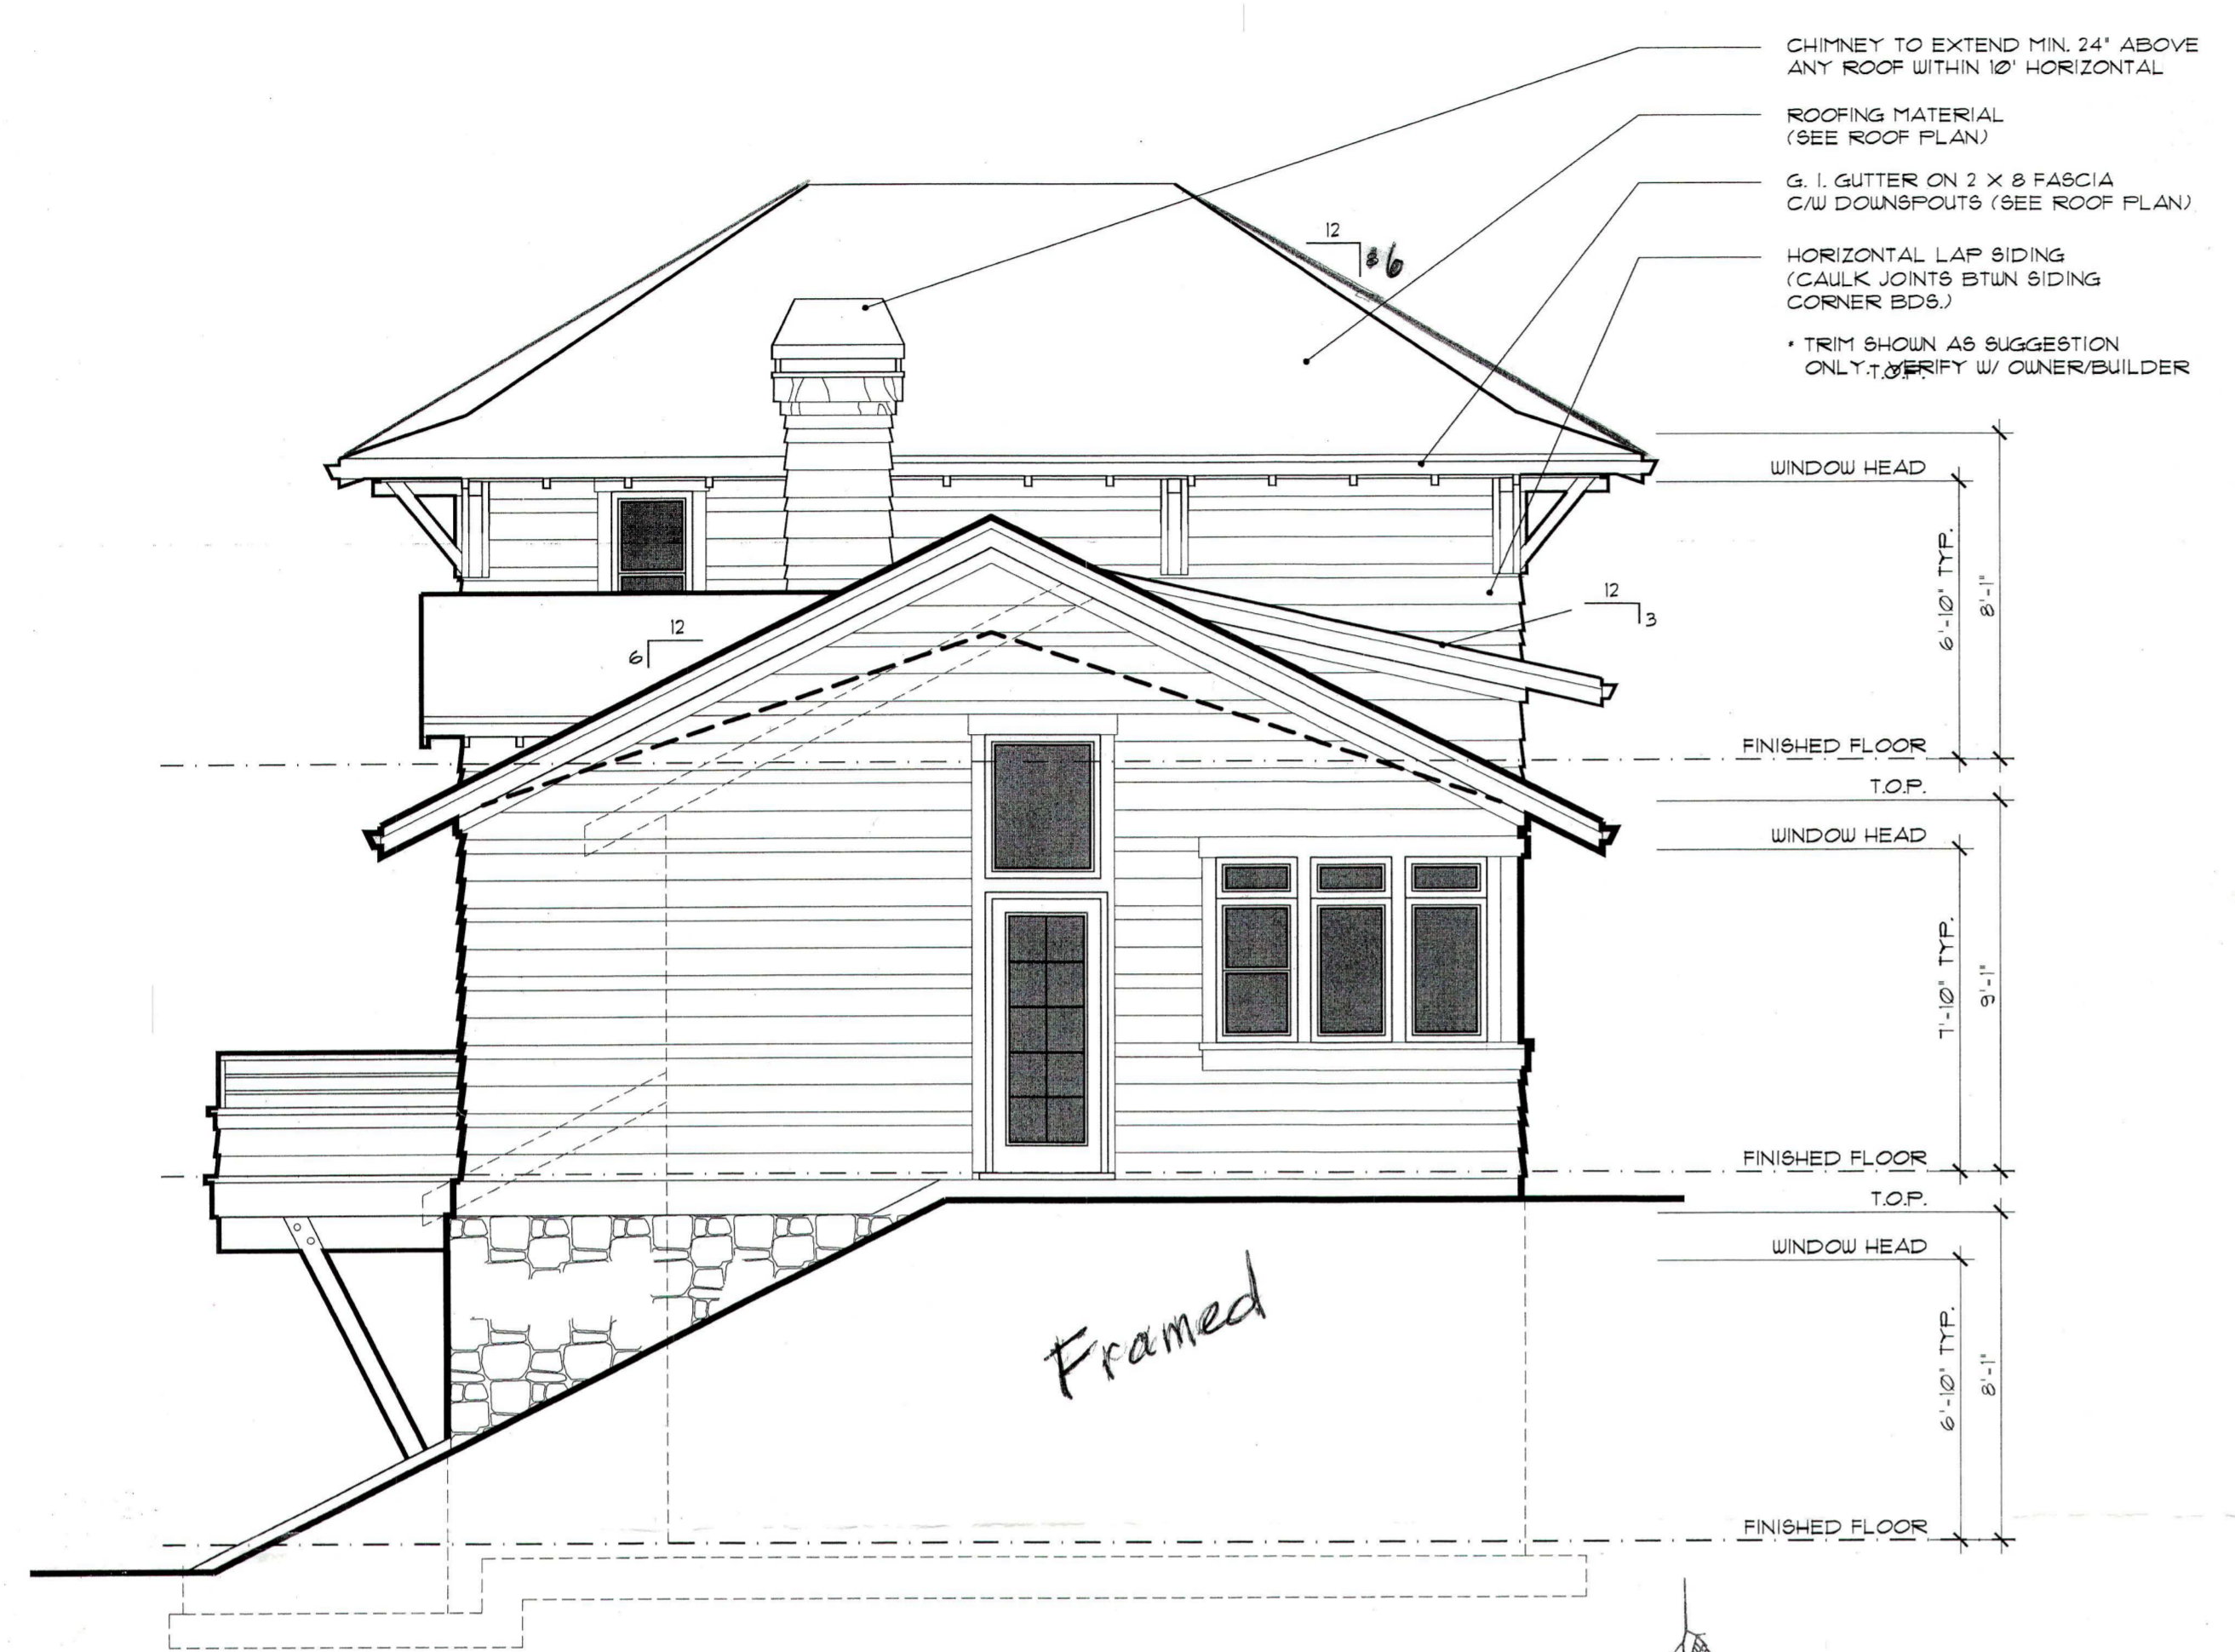 CHIMNEY TO EXTEND MIN. 24" ABOVE
ANY ROOF WITHIN 10' HORIZONTAL
ROOFING MATERIAL
(SEE ROOF PLAN)
G. I. GUTTER ON 2 X 8 FASCIA
C/W DOWNSPOUTS (SEE ROOF PLAN)
HORIZONTAL LAP SIDING
(CAULK JOINTS BTWN SIDING
CORNER BDS.)
* TRIM SHOWN AS SUGGESTION
ONLY. VERIFY W/ OWNER/BUILDER
T.O.P.
12
6
WINDOW HEAD
6'-10" TYP.
8'-1"
12
3
12
6
FINISHED FLOOR
T.O.P.
WINDOW HEAD
7'-10" TYP.
9'-1"
FINISHED FLOOR
T.O.P.
WINDOW HEAD
6'-10" TYP.
8'-1"
Framed
FINISHED FLOOR